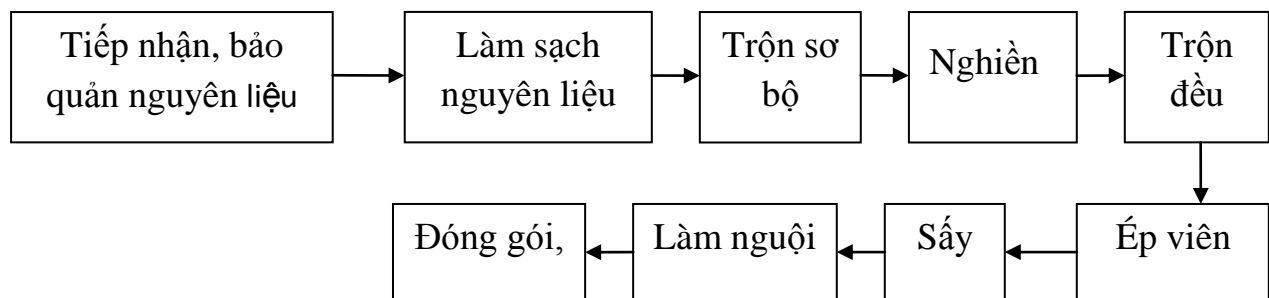 Tiếp nhận, bảo
quản nguyên liệu
Làm sạch
nguyên liệu
Trộn sơ
bộ
Nghiền
Trộn
đều
Ép viên
Sấy
Làm nguội
Đóng gói,